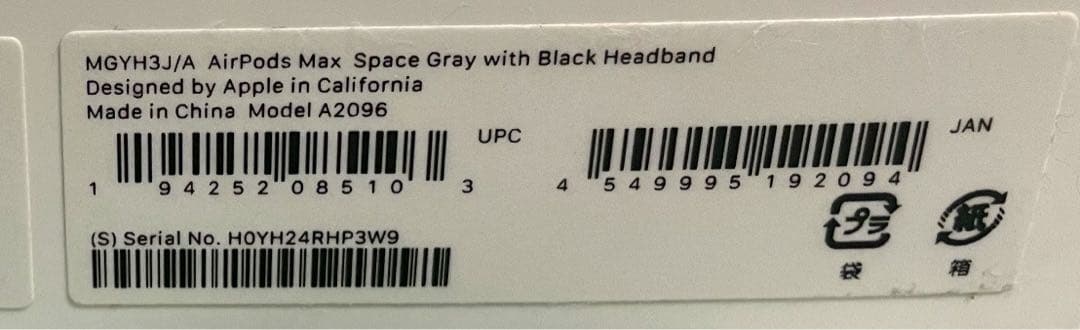 MGYH3J/A AirPods Max Space Gray with Black Headband
Designed by Apple in California
Made in China Model A2096
UPC
JAN
1 94252 08510 3
4 549995 192094
(S) Serial No. H0YH24RHP3W9
プラ
紙
袋
箱